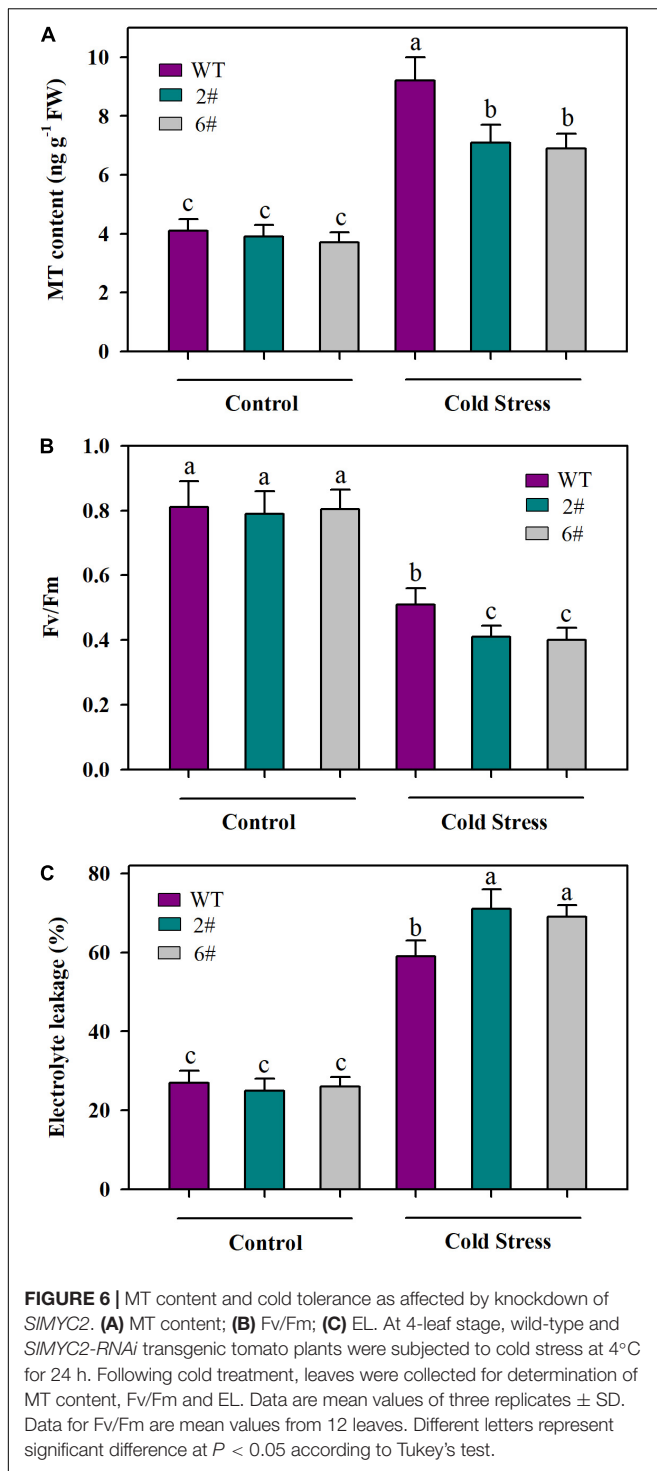 A
MT content (ng g-1 FW)
10
8
6
4
2
0
WT
2#
6#
c
c
c
a
b
b
Control
Cold Stress
B
Fv/Fm
1.0
0.8
0.6
0.4
0.2
0.0
WT
2#
6#
a
a
a
b
c
c
Control
Cold Stress
C
Electrolyte leakage (%)
80
60
40
20
0
WT
2#
6#
c
c
c
b
a
a
Control
Cold Stress
FIGURE 6 | MT content and cold tolerance as affected by knockdown of
SlMYC2. (A) MT content; (B) Fv/Fm; (C) EL. At 4-leaf stage, wild-type and
SlMYC2-RNAi transgenic tomato plants were subjected to cold stress at 4°C
for 24 h. Following cold treatment, leaves were collected for determination of
MT content, Fv/Fm and EL. Data are mean values of three replicates ± SD.
Data for Fv/Fm are mean values from 12 leaves. Different letters represent
significant difference at P < 0.05 according to Tukey's test.